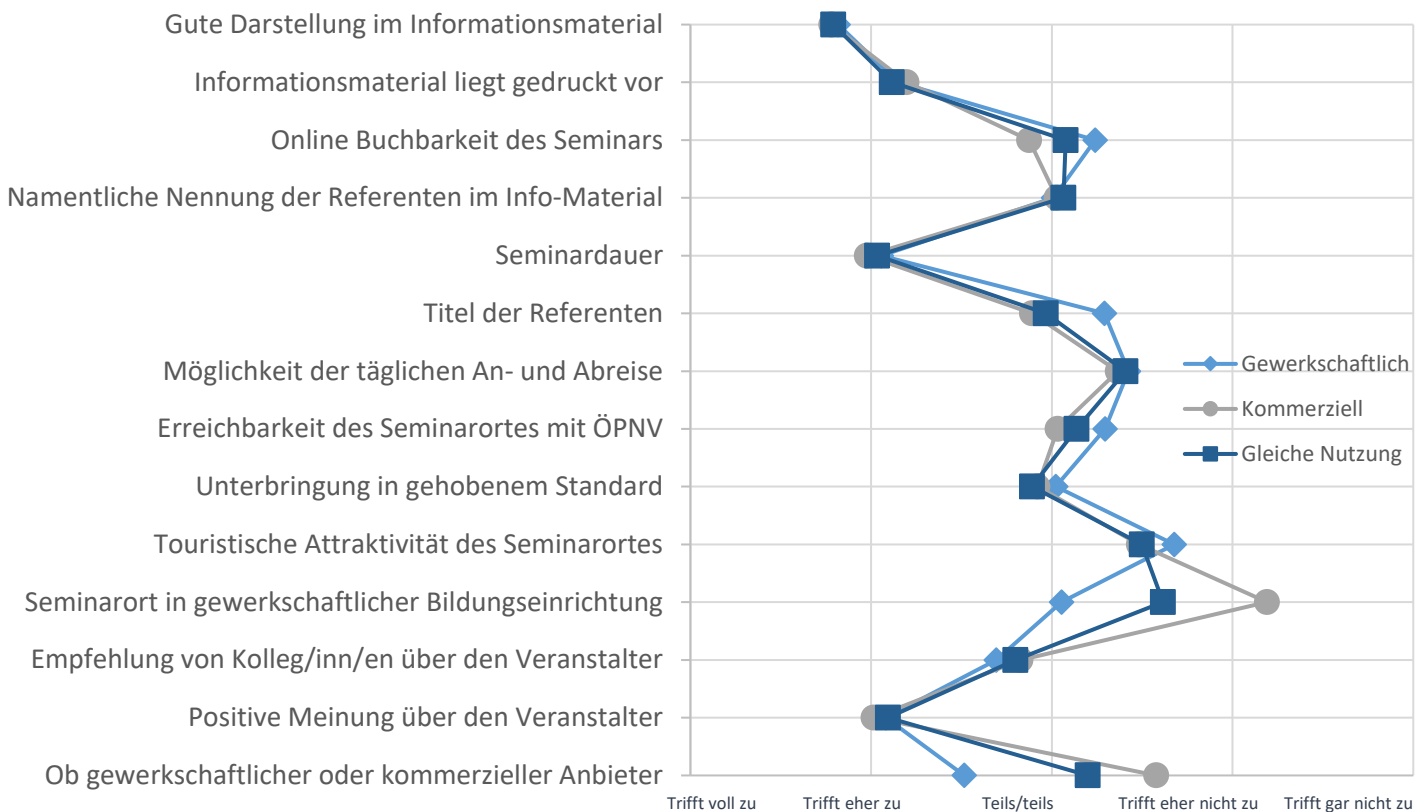 Gute Darstellung im Informationsmaterial
Informationsmaterial liegt gedruckt vor
Online Buchbarkeit des Seminars
Namentliche Nennung der Referenten im Info-Material
Seminardauer
Titel der Referenten
Möglichkeit der täglichen An- und Abreise
Erreichbarkeit des Seminarortes mit ÖPNV
Unterbringung in gehobenem Standard
Touristische Attraktivität des Seminarortes
Seminarort in gewerkschaftlicher Bildungseinrichtung
Empfehlung von Kolleg/inn/en über den Veranstalter
Positive Meinung über den Veranstalter
Ob gewerkschaftlicher oder kommerzieller Anbieter
Gewerkschaftlich
Kommerziell
Gleiche Nutzung
Trifft voll zu Trifft eher zu Teils/teils Trifft eher nicht zu Trifft gar nicht zu